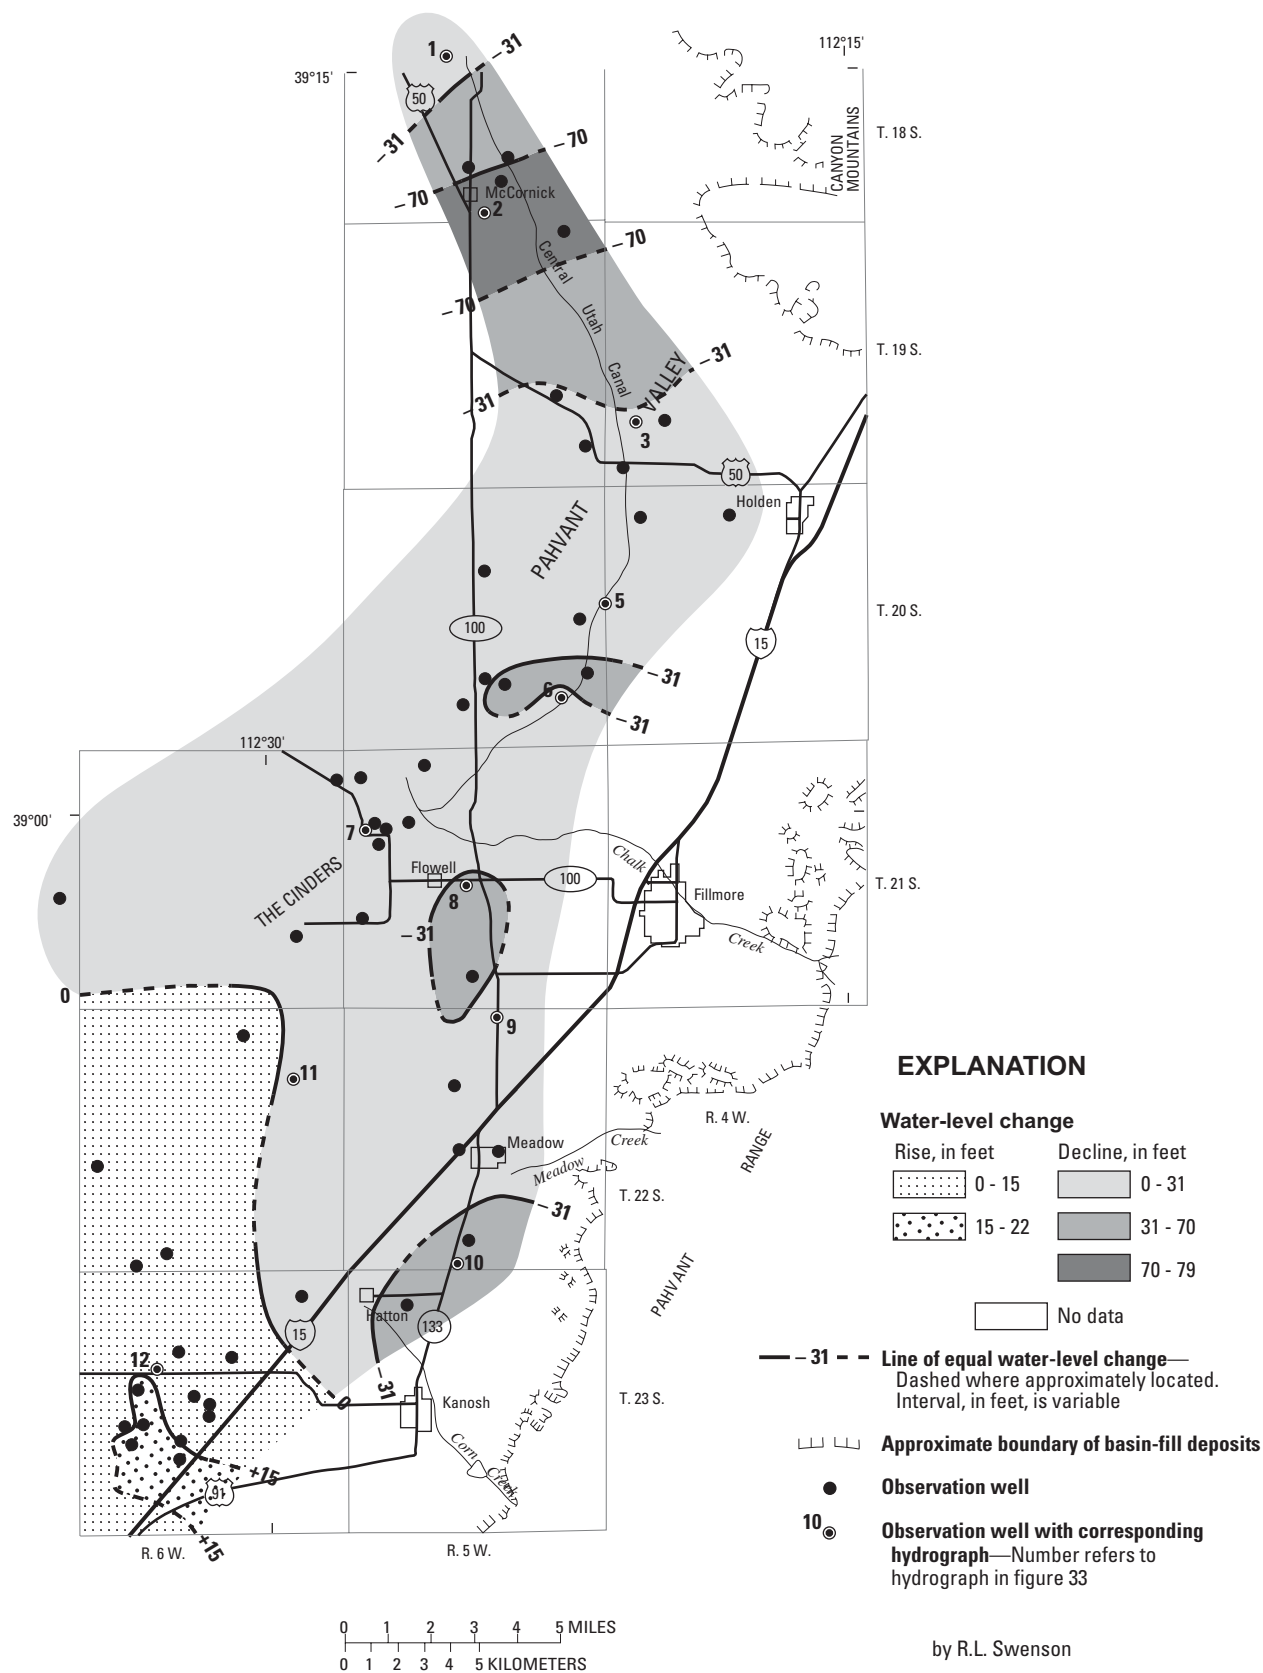 1
–31
112°15'
39°15'
50
T. 18 S.
CANYON
MOUNTAINS
–31
–70
–70
McCornick
2
–70
Central
–70
Utah
T. 19 S.
–31
Canal
VALLEY
–31
3
50
Holden
PAHVANT
5
T. 20 S.
100
15
–31
6
–31
112°30'
39°00'
7
Chalk
Flowell
100
Fillmore
T. 21 S.
THE CINDERS
8
–31
Creek
0
9
11
EXPLANATION
R. 4 W.
Water-level change
Meadow
Creek
RANGE
Rise, in feet
Decline, in feet
Meadow
0 - 15
0 - 31
T. 22 S.
–31
15 - 22
31 - 70
10
70 - 79
PAHVANT
Hatton
No data
15
133
12
–31
–31
Line of equal water-level change—
Dashed where approximately located.
Interval, in feet, is variable
0
Kanosh
T. 23 S.
Corn
Approximate boundary of basin-fill deposits
+15
Creek
Observation well
91
10
Observation well with corresponding
hydrograph—Number refers to
hydrograph in figure 33
+15
R. 6 W.
R. 5 W.
0 1 2 3 4 5 MILES
0 1 2 3 4 5 KILOMETERS
by R.L. Swenson